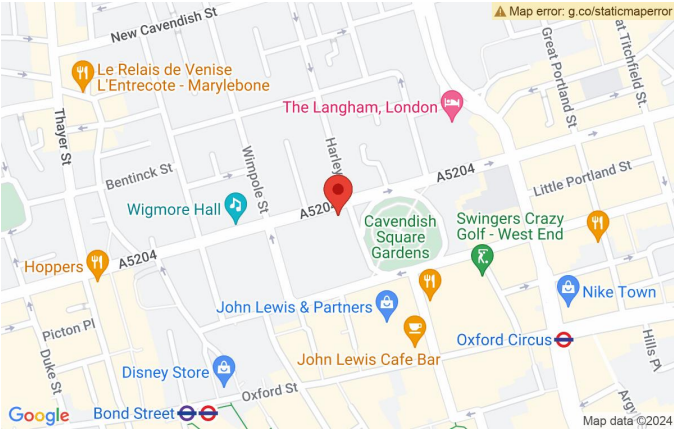 New Cavendish St
Map error: g.co/staticmaperror
Le Relais de Venise
L'Entrecote - Marylebone
Great Portland St
at Titchfield St.
The Langham, London
Thayer St
Bentinck St
Wimpole St
Harley
A5204
Little Portland St
Wigmore Hall
A5204
Cavendish
Square
Gardens
Swingers Crazy
Golf - West End
Hoppers
A5204
John Lewis & Partners
Nike Town
Picton Pl
Oxford Circus
John Lewis Cafe Bar
Duke St
Disney Store
Oxford St
Hills Pl
Argy
Google
Bond Street
Map data ©2024